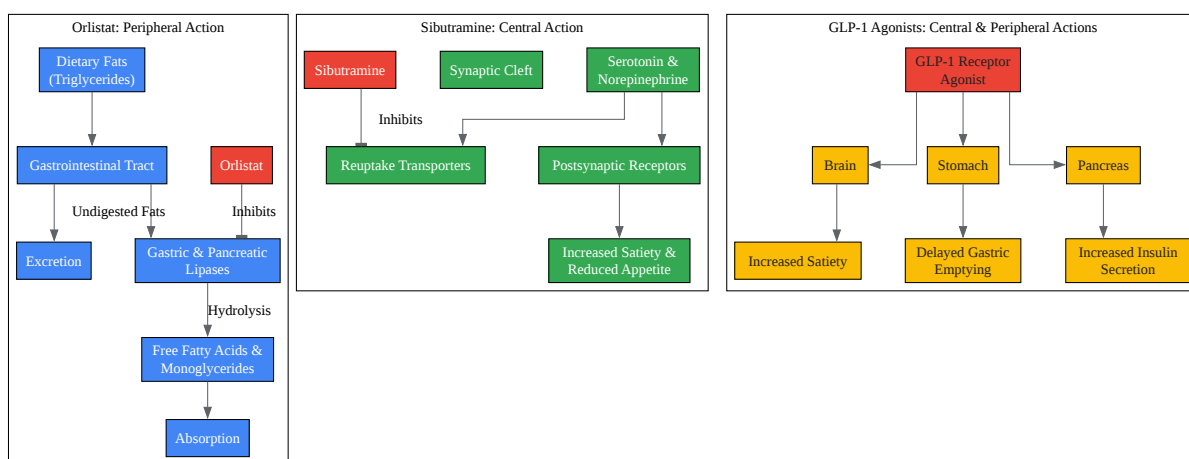 Orlistat: Peripheral Action
Dietary Fats
(Triglycerides)
Gastrointestinal Tract
Orlistat
Undigested Fats
Inhibits
Excretion
Gastric & Pancreatic
Lipases
Hydrolysis
Free Fatty Acids &
Monoglycerides
Absorption
Sibutramine: Central Action
Sibutramine
Synaptic Cleft
Serotonin &
Norepinephrine
Inhibits
Reuptake Transporters
Postsynaptic Receptors
Increased Satiety &
Reduced Appetite
GLP-1 Agonists: Central & Peripheral Actions
GLP-1 Receptor
Agonist
Brain
Stomach
Pancreas
Increased Satiety
Delayed Gastric
Emptying
Increased Insulin
Secretion